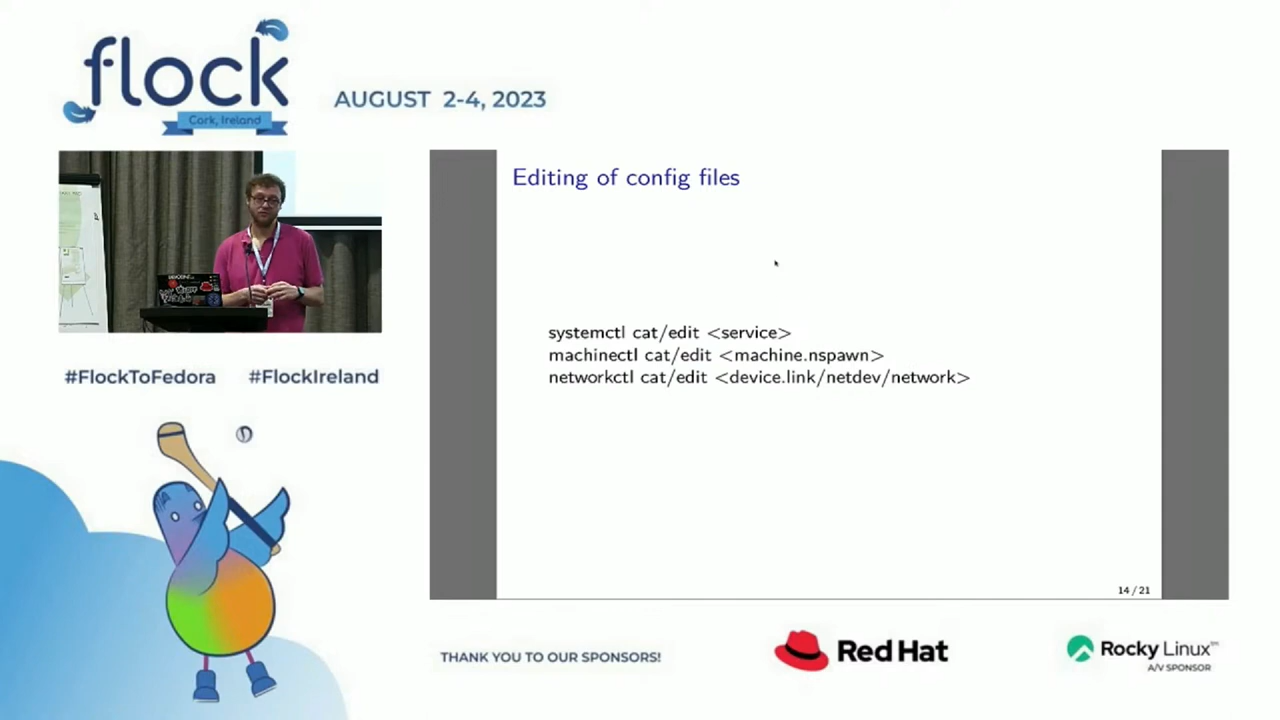 flock
Cork, Ireland
AUGUST 2-4, 2023
Editing of config files
systemctl cat/edit <service>
machinectl cat/edit <machine.nspawn>
networkctl cat/edit <device.link/netdev/network>
14 / 21
#FlockToFedora #FlockIreland
THANK YOU TO OUR SPONSORS!
Red Hat
Rocky Linux™
A/V SPONSOR